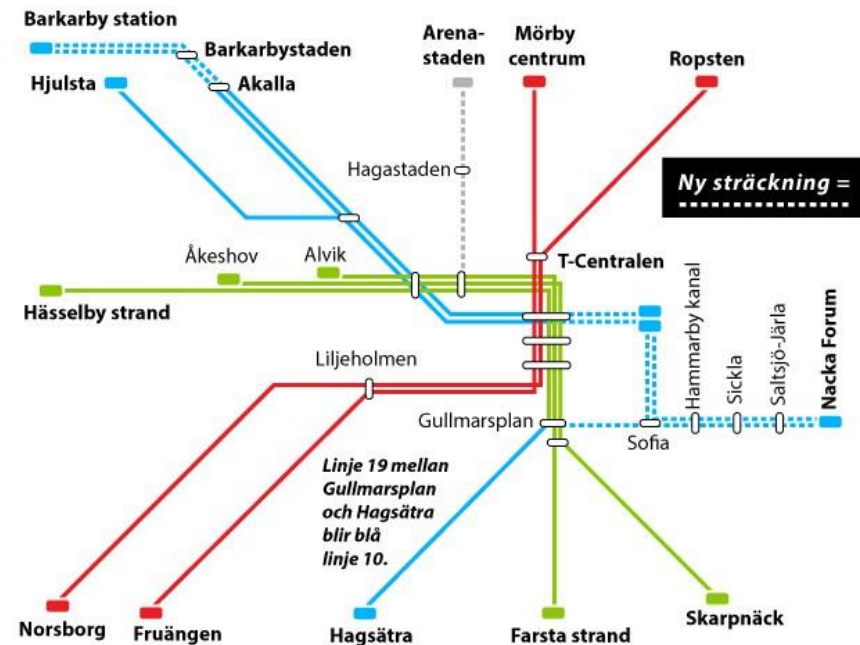 Barkarby station
Barkarbystaden
Hjulsta
Akalla
Arena-
staden
Mörby
centrum
Ropsten
Hagastaden
Ny sträckning =
Åkeshov
Alvik
T-Centralen
Hässelby strand
Liljeholmen
Gullmarsplan
Sofia
Hammarby kanal
Sickla
Saltsjö-Järla
Nacka Forum
Linje 19 mellan
Gullmarsplan
och Hagsätra
blir blå
linje 10.
Norsborg
Fruängen
Hagsätra
Farsta strand
Skarpnäck